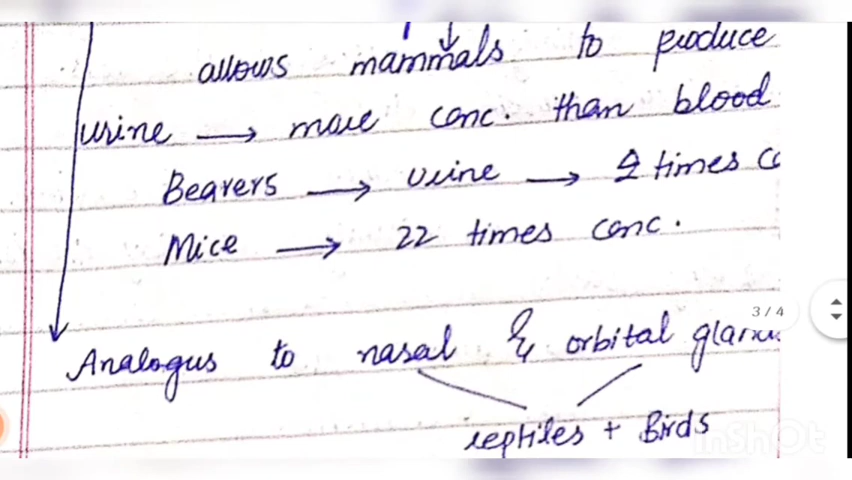 allows mammals to produce
urine → more conc. than blood
Beavers → urine → times
Mice → 22 times conc.
3 / 4
Analogus to nasal & orbital
reptiles + Birds
InShOt